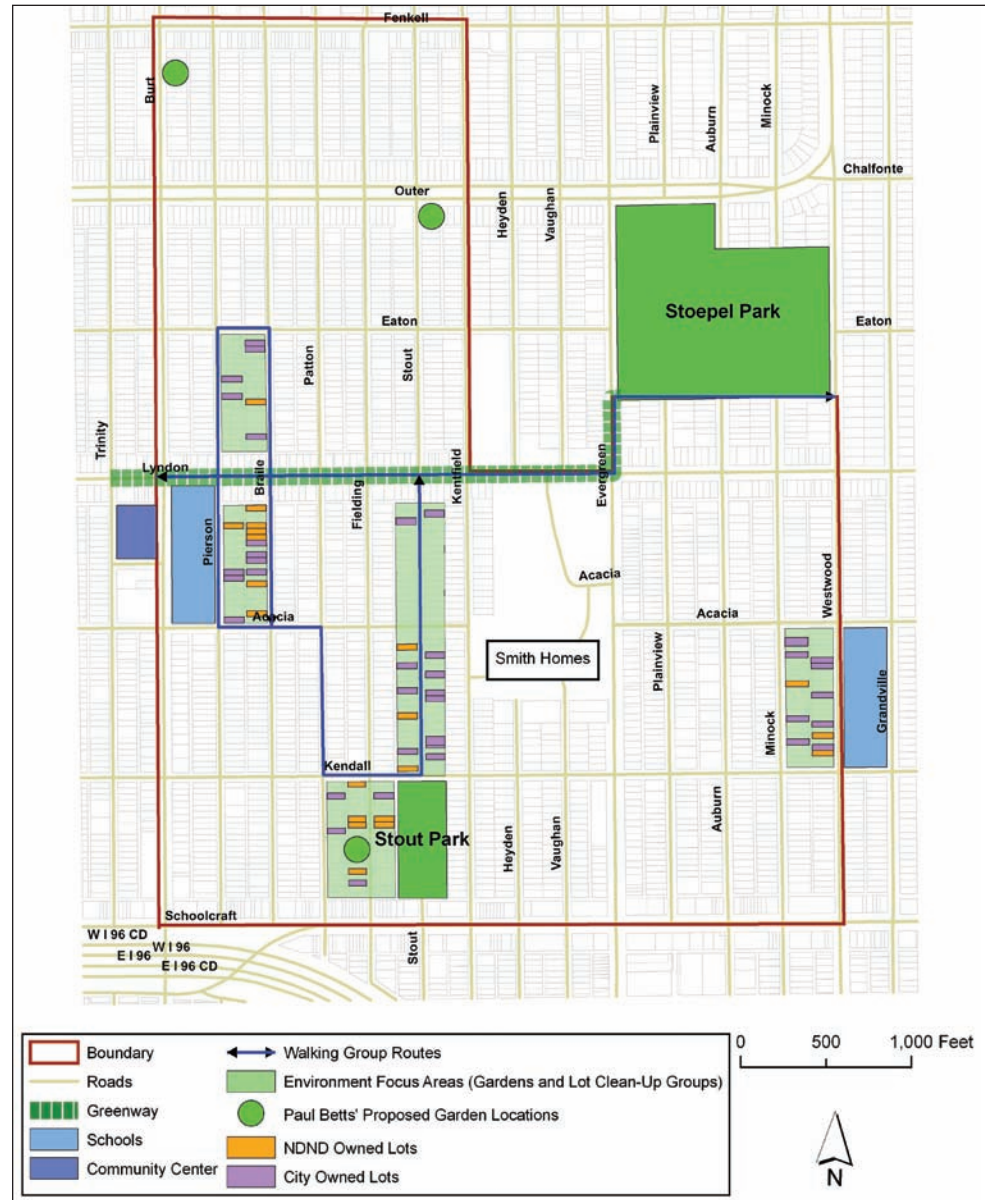 Fenkell
Burt
Plainview
Auburn
Minock
Chalfonte
Outer
Heyden
Vaughan
Stoepel Park
Eaton
Eaton
Patton
Stout
Trinity
Lyndon
Braile
Kentfield
Evergreen
Fielding
Pierson
Acacia
Acacia
Acacia
Westwood
Smith Homes
Plainview
Grandville
Minock
Kendall
Auburn
Stout Park
Heyden
Vaughan
Schoolcraft
W I 96 CD
W I 96
E I 96
E I 96 CD
Stout
Boundary
Roads
Greenway
Schools
Community Center
Walking Group Routes
Environment Focus Areas (Gardens and Lot Clean-Up Groups)
Paul Betts' Proposed Garden Locations
NDND Owned Lots
City Owned Lots
0 500 1,000 Feet
N